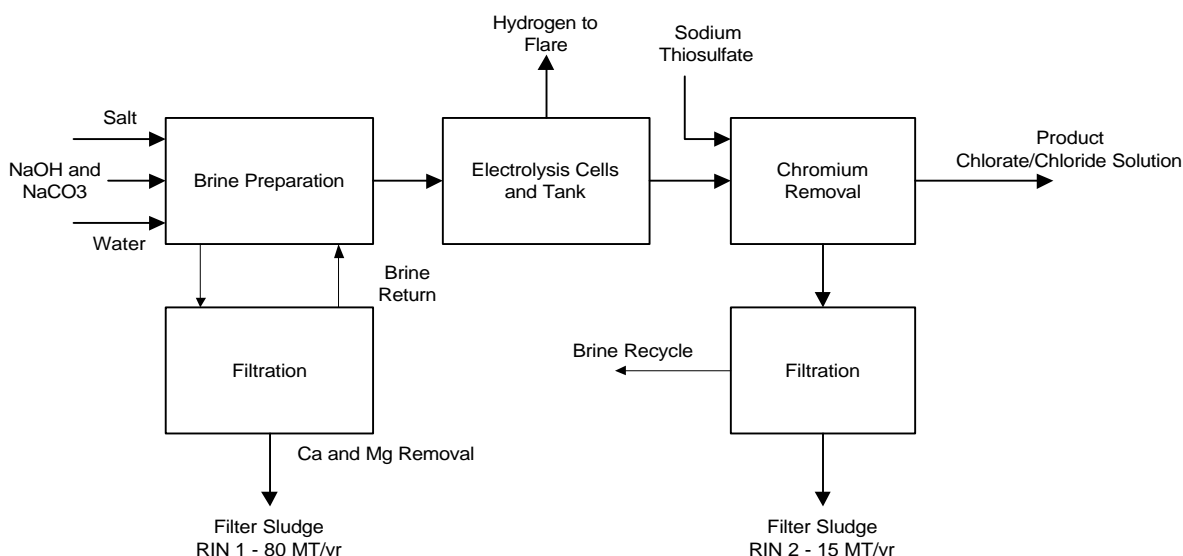 Hydrogen to
Flare
Sodium
Thiosulfate
Salt
NaOH and
NaCO3
Water
Brine Preparation
Electrolysis Cells
and Tank
Chromium
Removal
Product
Chlorate/Chloride Solution
Brine
Return
Filtration
Brine Recycle
Filtration
Ca and Mg Removal
Filter Sludge
RIN 1 - 80 MT/yr
Filter Sludge
RIN 2 - 15 MT/yr